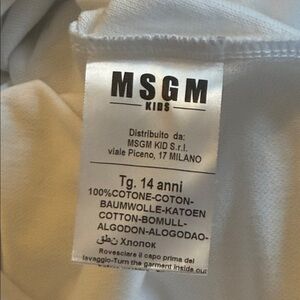 MSGM
KIDS
Distribuito da:
MSGM KID S.r.l.
viale Piceno, 17 MILANO
Tg. 14 anni
100%COTONE-COTON-
BAUMWOLLE-KATOEN
COTTON-BOMULL-
ALGODON-ALOGODAO-
قطن Хлопок
Rovesciare il capo prima del
lavaggio-Turn the garment inside out